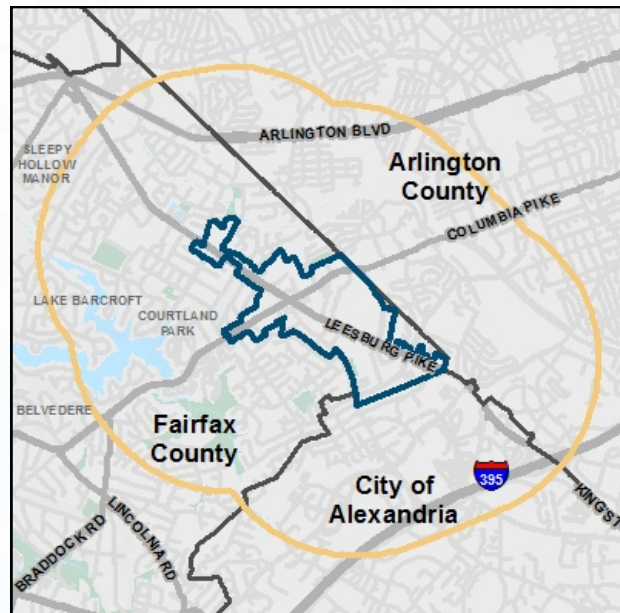 ARLINGTON BLVD
SLEEPY
HOLLOW
MANOR
Arlington
County
COLUMBIA PIKE
LAKE BARCROFT
COURTLAND
PARK
LEESBURG PIKE
BELVEDERE
Fairfax
County
395
City of
Alexandria
KING ST
LINCOLNIA RD
BRADDOCK RD